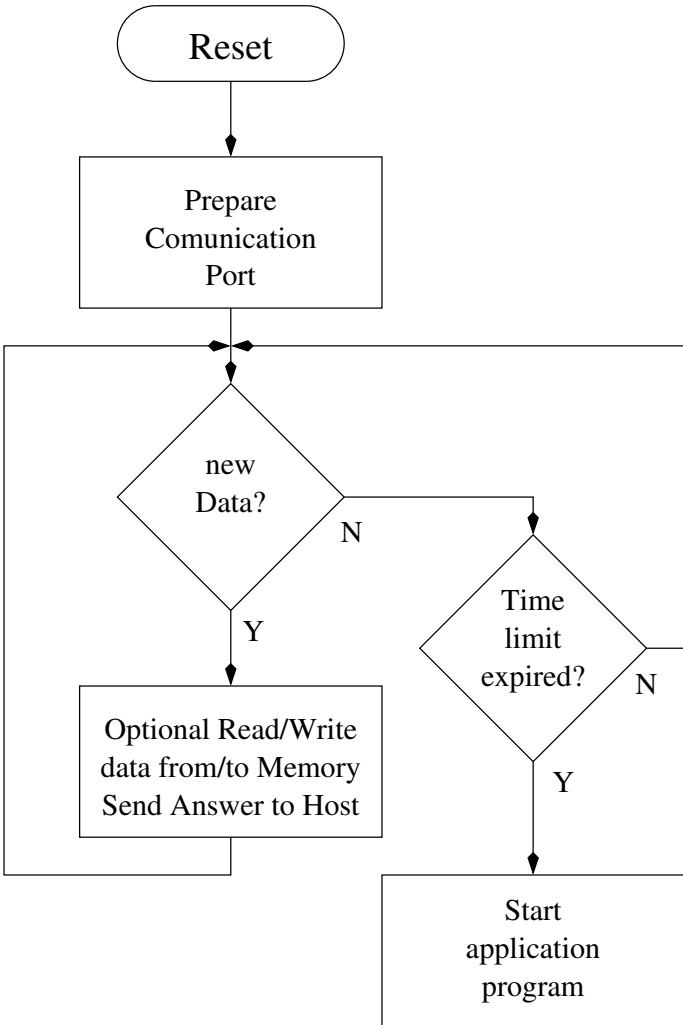 Reset
Prepare
Comunication
Port
new
Data?
N
Y
Time
limit
expired?
N
Y
Optional Read/Write
data from/to Memory
Send Answer to Host
Start
application
program